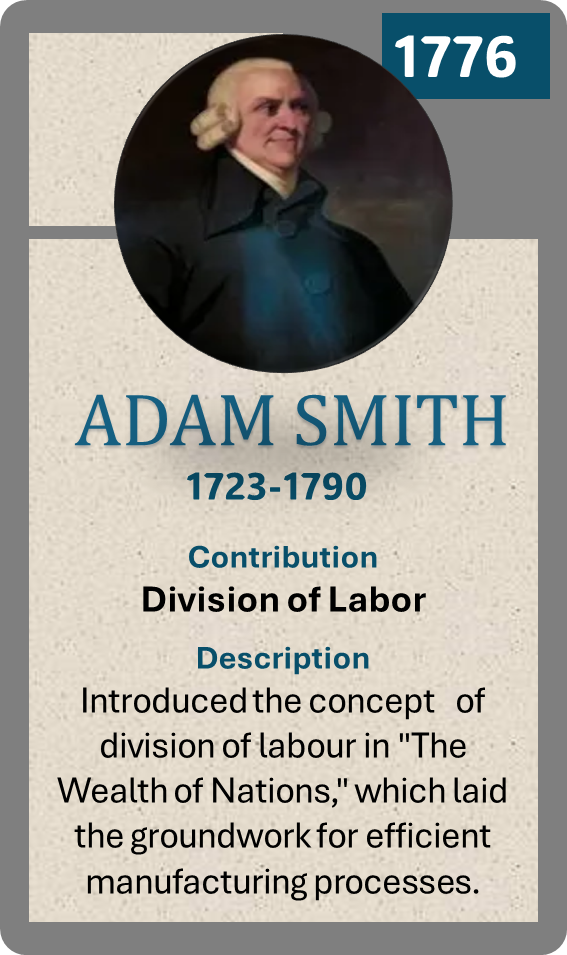 1776
ADAM SMITH
1723-1790
Contribution
Division of Labor
Description
Introduced the concept of
division of labour in "The
Wealth of Nations," which laid
the groundwork for efficient
manufacturing processes.